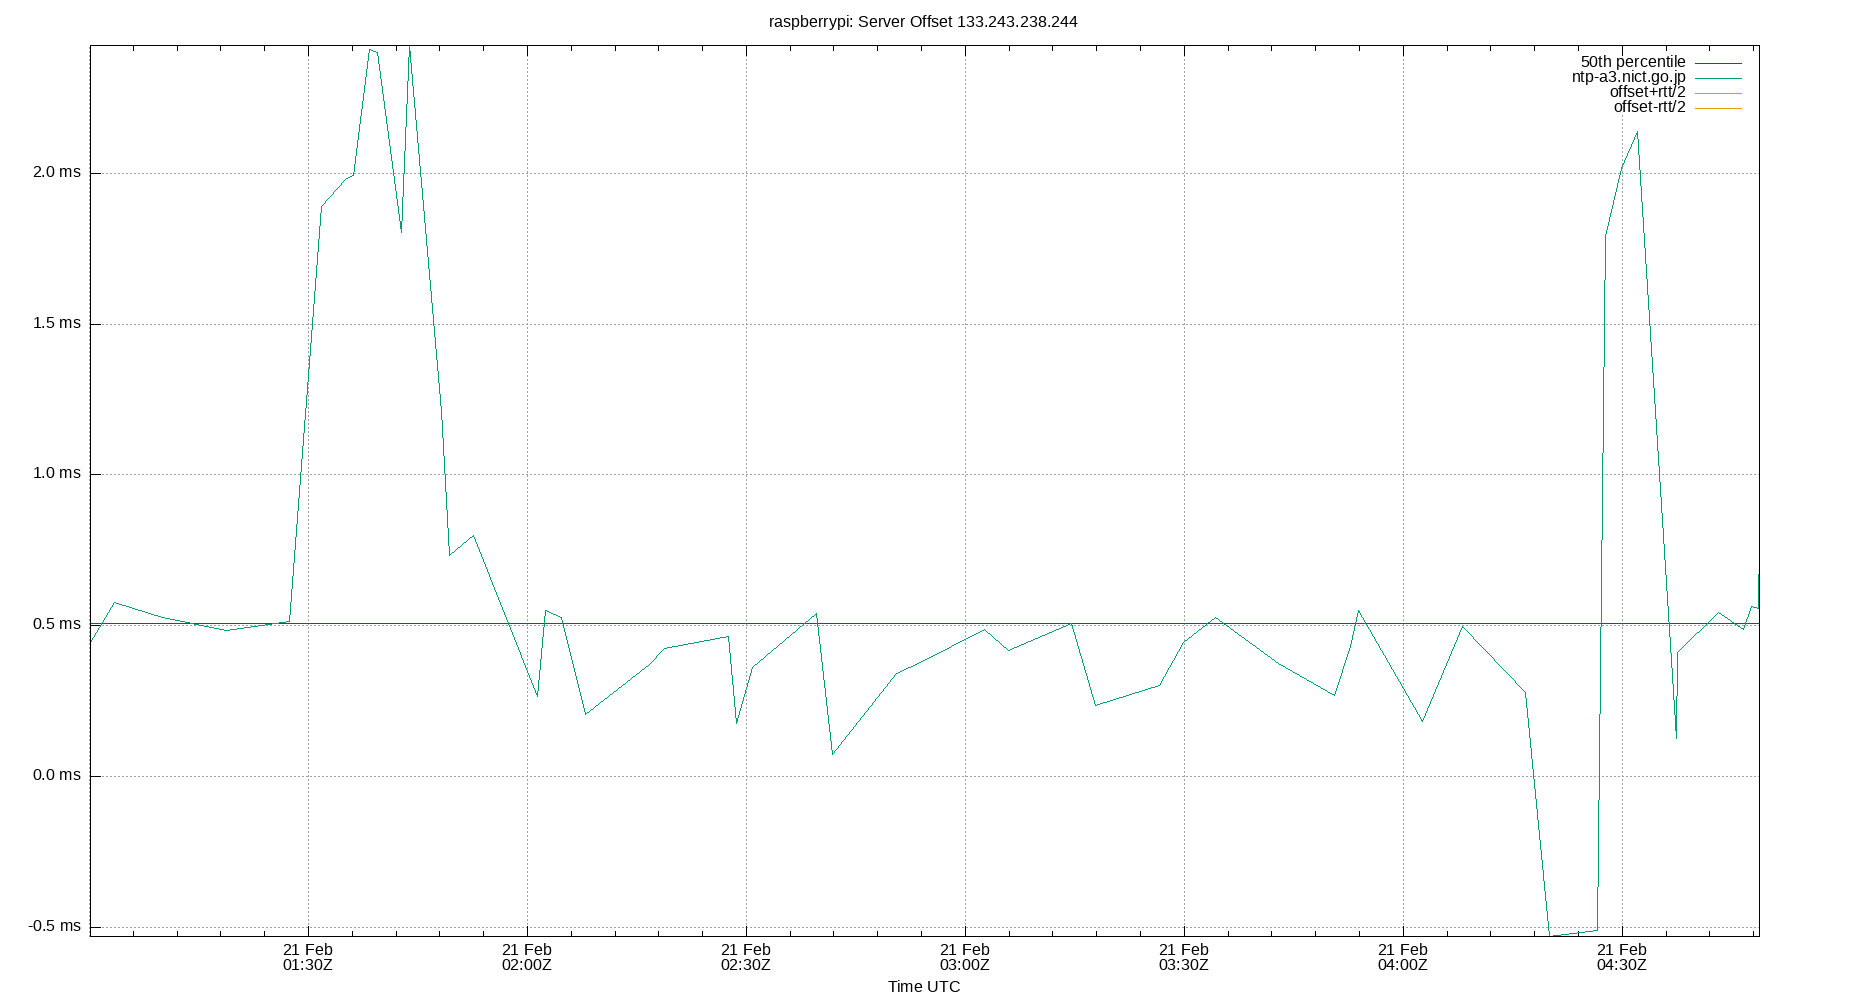 raspberrypi: Server Offset 133.243.238.244
50th percentile
ntp-a3.nict.go.jp
offset+rtt/2
offset-rtt/2
2.0 ms
1.5 ms
1.0 ms
0.5 ms
0.0 ms
-0.5 ms
21 Feb 21 Feb 21 Feb 21 Feb 21 Feb 21 Feb 21 Feb
01:30Z 02:00Z 02:30Z 03:00Z 03:30Z 04:00Z 04:30Z
Time UTC